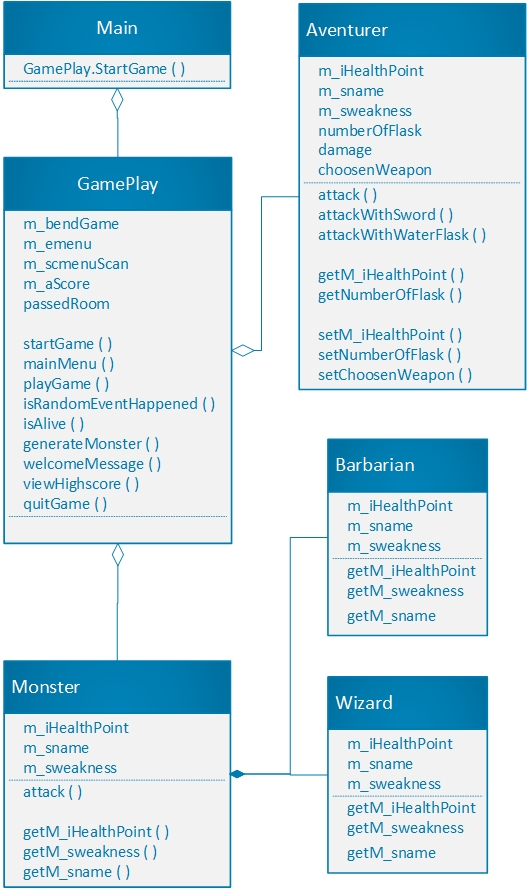 Main
GamePlay.StartGame ( )
GamePlay
m_bendGame
m_emenu
m_scmenuScan
m_aScore
passedRoom
startGame ( )
mainMenu ( )
playGame ( )
isRandomEventHappened ( )
isAlive ( )
generateMonster ( )
welcomeMessage ( )
viewHighscore ( )
quitGame ( )
Monster
m_iHealthPoint
m_sname
m_sweakness
attack ( )
getM_iHealthPoint ( )
getM_sweakness ( )
getM_sname ( )
Aventurer
m_iHealthPoint
m_sname
m_sweakness
numberOfFlask
damage
choosenWeapon
attack ( )
attackWithSword ( )
attackWithWaterFlask ( )
getM_iHealthPoint ( )
getNumberOfFlask ( )
setM_iHealthPoint ( )
setNumberOfFlask ( )
setChoosenWeapon ( )
Barbarian
m_iHealthPoint
m_sname
m_sweakness
getM_iHealthPoint
getM_sweakness
getM_sname
Wizard
m_iHealthPoint
m_sname
m_sweakness
getM_iHealthPoint
getM_sweakness
getM_sname